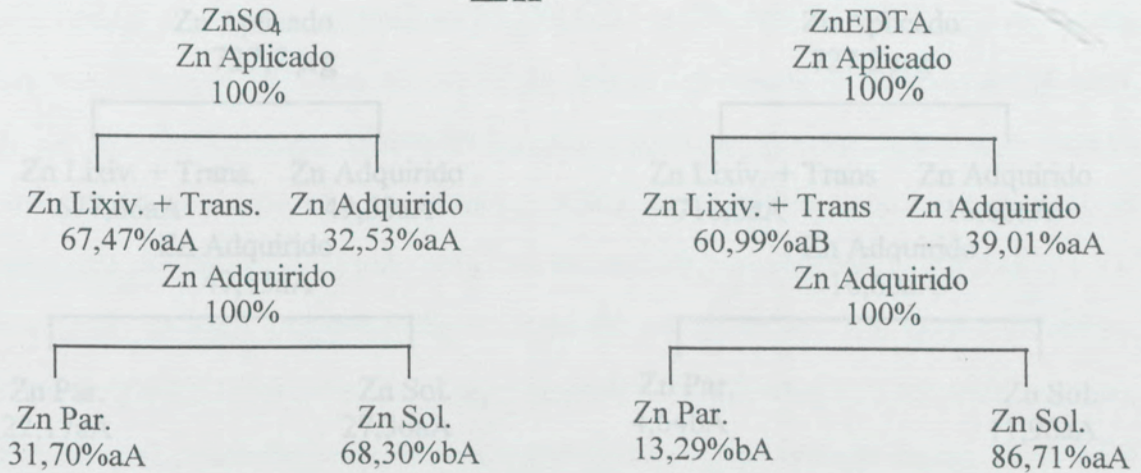 ZnSO4
Zn Aplicado
100%
Zn Lixiv. + Trans. Zn Adquirido
67,47%aA 32,53%aA
Zn Adquirido
100%
Zn Par. Zn Sol.
31,70%aA 68,30%bA
ZnEDTA
Zn Aplicado
100%
Zn Lixiv. + Trans Zn Adquirido
60,99%aB 39,01%aA
Zn Adquirido
100%
Zn Par. Zn Sol.
13,29%aA 86,71%aA